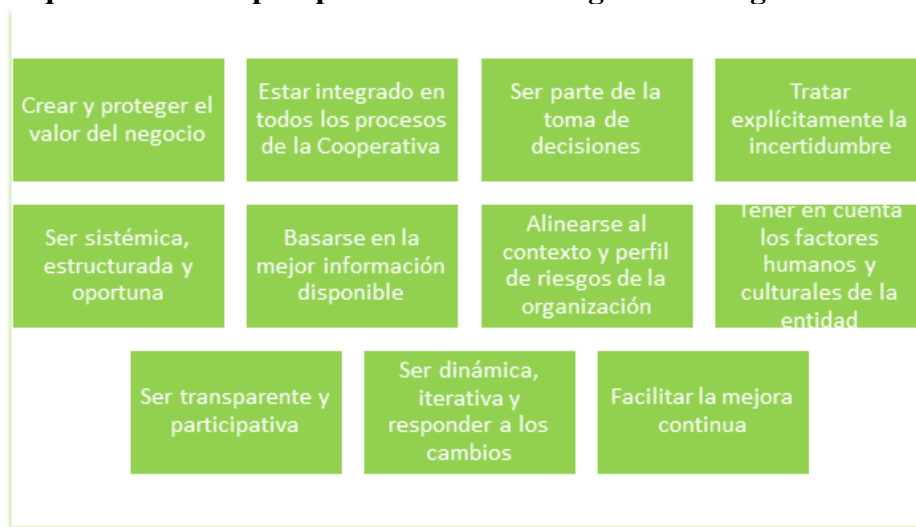 Crear y proteger el
valor del negocio
Estar integrado en
todos los procesos
de la Cooperativa
Ser parte de la
toma de
decisiones
Tratar
explícitamente la
incertidumbre
Ser sistémica,
estructurada y
oportuna
Basarse en la
mejor información
disponible
Alinearse al
contexto y perfil
de riesgos de la
organización
Tener en cuenta
los factores
humanos y
culturales de la
entidad
Ser transparente y
participativa
Ser dinámica,
iterativa y
responder a los
cambios
Facilitar la mejora
continua